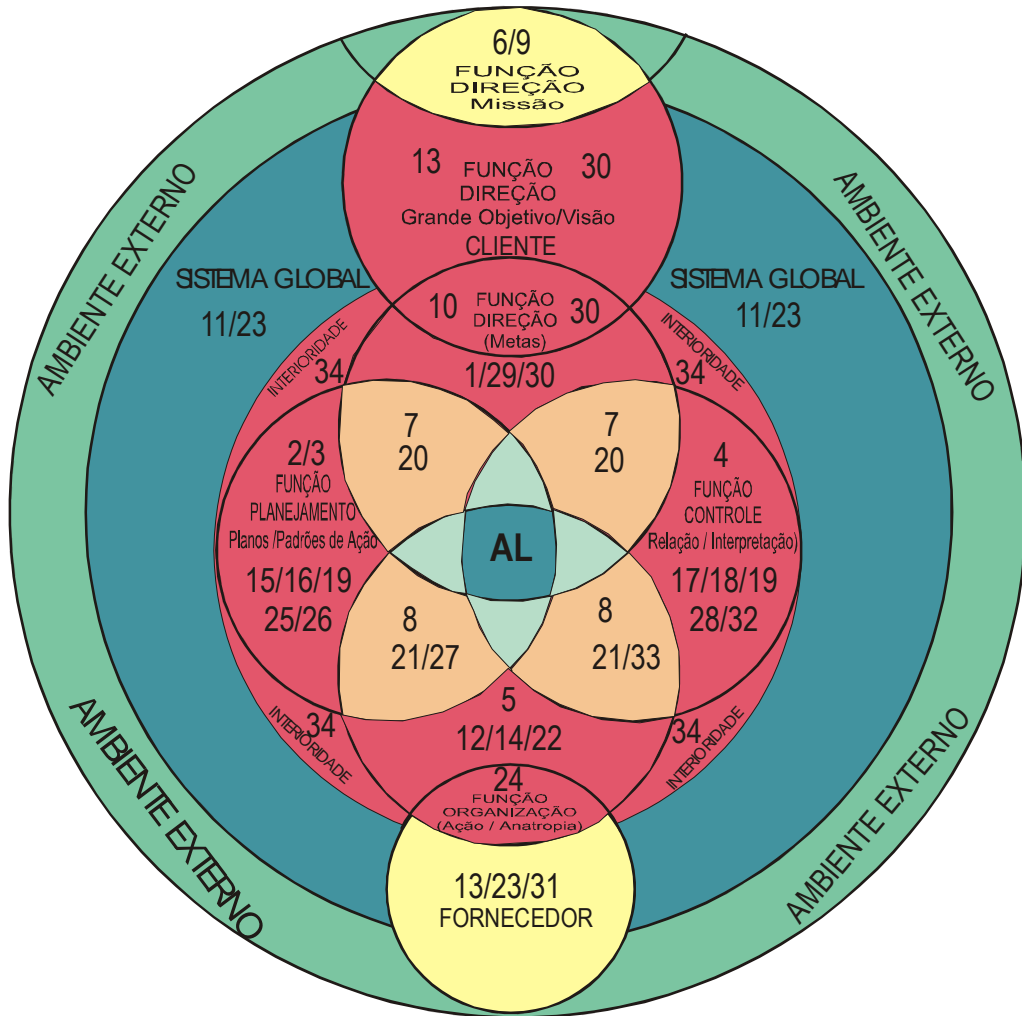 6/9
FUNÇÃO
DIREÇÃO
Missão
AMBIENTE EXTERNO
AMBIENTE EXTERNO
13
30
FUNÇÃO
DIREÇÃO
Grande Objetivo/Visão
CLIENTE
SISTEMA GLOBAL
11/23
SISTEMA GLOBAL
11/23
10
FUNÇÃO
DIREÇÃO
(Metas)
30
INTERIORIDADE
34
1/29/30
INTERIORIDADE
34
7
20
7
20
2/3
FUNÇÃO
PLANEJAMENTO
Planos /Padrões de Ação
15/16/19
25/26
AL
4
FUNÇÃO
CONTROLE
Relação / Interpretação)
17/18/19
28/32
8
21/27
8
21/33
INTERIORIDADE
34
5
12/14/22
34
INTERIORIDADE
24
FUNÇÃO
ORGANIZAÇÃO
(Ação / Anatropia)
AMBIENTE EXTERNO
AMBIENTE EXTERNO
13/23/31
FORNECEDOR